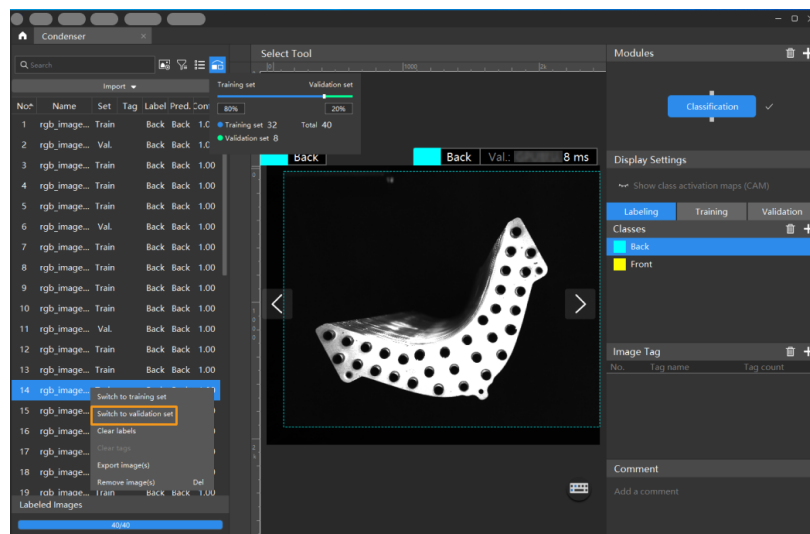 Condenser ×
Search
Import
Training set Validation set
80% 20%
Training set 32 Total 40
Validation set 8
No. Name Set Tag Label Pred. Conf
1 rgb_image... Train Back Back 1.0
2 rgb_image... Val. Back Back 1.0
3 rgb_image... Train Back Back 1.00
4 rgb_image... Train Back Back 1.00
5 rgb_image... Train Back Back 1.00
6 rgb_image... Val. Back Back 1.00
7 rgb_image... Train Back Back 1.00
8 rgb_image... Train Back Back 1.00
9 rgb_image... Train Back Back 1.00
10 rgb_image... Train Back Back 1.00
11 rgb_image... Val. Back Back 1.00
12 rgb_image... Train Back Back 1.00
13 rgb_image... Train Back Back 1.00
14 rgb_image...
15 rgb_image...
16 rgb_image...
17 rgb_image...
18 rgb_image...
19 rgb_image... Train Back Back 1.00
Switch to training set
Switch to validation set
Clear labels
Clear tags
Export image(s)
Remove image(s) Del
Labeled Images
40/40
Select Tool
0 1000 2k
Back
Back Val.: 8 ms
Modules
Classification
Display Settings
Show class activation maps (CAM)
Labeling Training Validation
Classes
Back
Front
Image Tag
No. Tag name Tag count
Comment
Add a comment